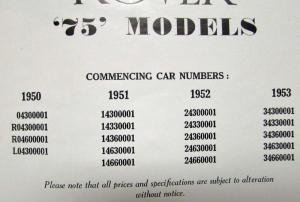 ROVER
'75' MODELS
COMMENCING CAR NUMBERS :
1950 1951 1952 1953
04300001 14300001 24300001 34300001
R04300001 14330001 24330001 34330001
R04600001 14360001 24360001 34360001
L04300001 14630001 24630001 34630001
14660001 24660001 34660001
Please note that all prices and specifications are subject to alteration
without notice.